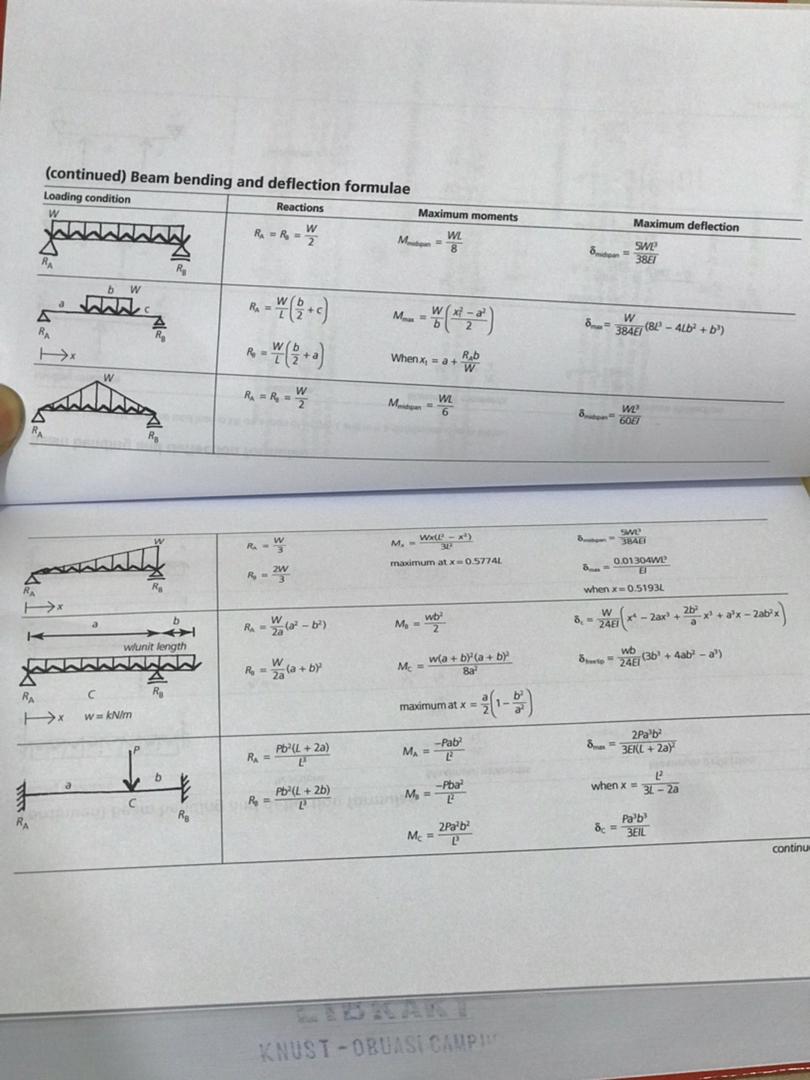 (continued) Beam bending and deflection formulae
Loading condition Reactions Maximum moments Maximum deflection
W
R_A R_B
R_A = R_B = W/2
M_midspan = WL/8
δ_midspan = 5WL³/38EI
a b W c
R_A R_B
x
R_A = W/L (b/2 + c)
M_max = W/b ((x₁² − a²)/2)
δ_max = W/384EI (8L³ − 4Lb² + b³)
R_B = W/L (b/2 + a)
When x₁ = a + R_A b/W
W
R_A R_B
R_A = R_B = W/2
M_midspan = WL/6
δ_midspan = WL³/60EI
W
R_A R_B
x
R_A = W/3
M_x = Wx(L² − x²)/3L²
δ_midspan = 5WL³/384EI
R_B = 2W/3
maximum at x = 0.5774L
δ_max = 0.01304WL³/EI
when x = 0.5193L
a b
w/unit length
R_A C R_B
x w = kN/m
R_A = W/2a (a² − b²)
M_B = wb²/2
δ_c = W/24EI (x⁴ − 2ax³ + 2b²/a x³ + a³x − 2ab²x)
R_B = W/2a (a + b)²
M_C = w(a + b)²(a + b)²/8a²
δ_freetip = wb/24EI (3b³ + 4ab² − a³)
maximum at x = a/2 (1 − b²/a²)
P
a b
C
R_A R_B
R_A = Pb²(L + 2a)/L³
M_A = −Pab²/L²
δ_max = 2Pa³b²/3EI(L + 2a)²
R_B = Pb²(L + 2b)/L³
M_B = −Pba²/L²
when x = L²/3L − 2a
M_C = 2Pa²b²/L³
δ_C = Pa³b³/3EIL
continu
LIBRARY
KNUST - OBUASI CAMPU